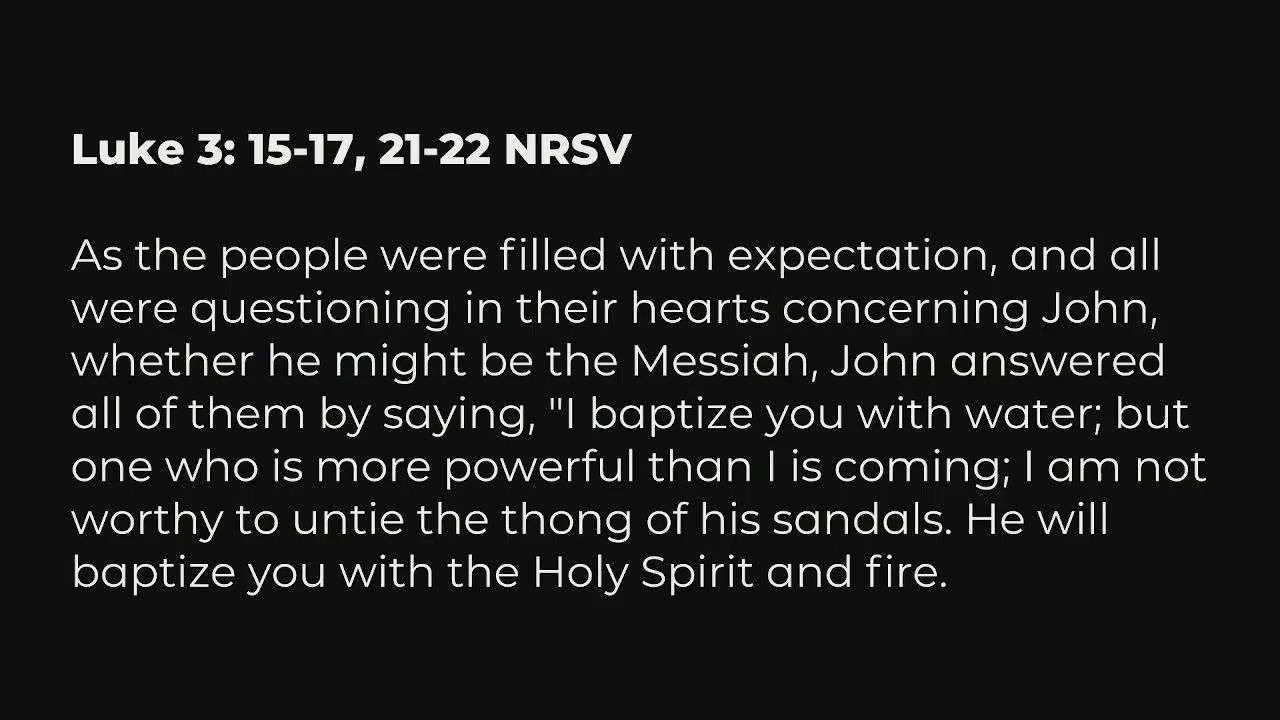 Luke 3: 15-17, 21-22 NRSV
As the people were filled with expectation, and all
were questioning in their hearts concerning John,
whether he might be the Messiah, John answered
all of them by saying, "I baptize you with water; but
one who is more powerful than I is coming; I am not
worthy to untie the thong of his sandals. He will
baptize you with the Holy Spirit and fire.